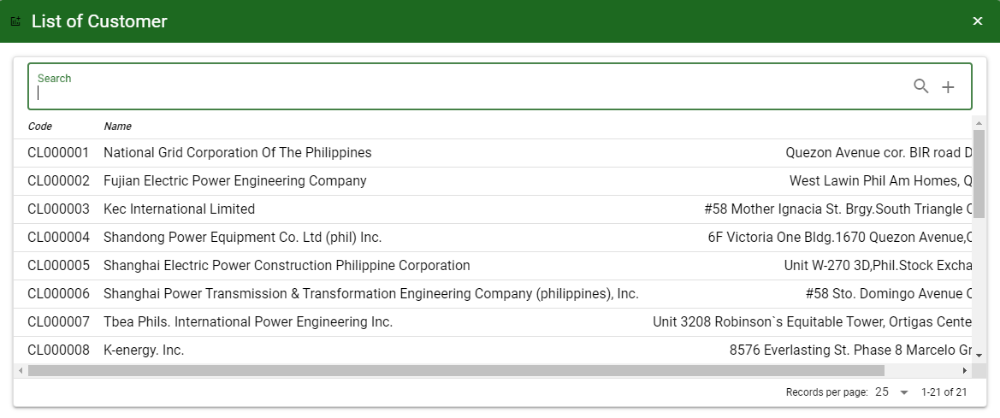 List of Customer
Search
Code Name
CL000001 National Grid Corporation Of The Philippines Quezon Avenue cor. BIR road D
CL000002 Fujian Electric Power Engineering Company West Lawin Phil Am Homes, Q
CL000003 Kec International Limited #58 Mother Ignacia St. Brgy.South Triangle
CL000004 Shandong Power Equipment Co. Ltd (phil) Inc. 6F Victoria One Bldg.1670 Quezon Avenue,
CL000005 Shanghai Electric Power Construction Philippine Corporation Unit W-270 3D,Phil.Stock Excha
CL000006 Shanghai Power Transmission & Transformation Engineering Company (philippines), Inc. #58 Sto. Domingo Avenue
CL000007 Tbea Phils. International Power Engineering Inc. Unit 3208 Robinson`s Equitable Tower, Ortigas Cente
CL000008 K-energy. Inc. 8576 Everlasting St. Phase 8 Marcelo Gr
Records per page: 25 1-21 of 21